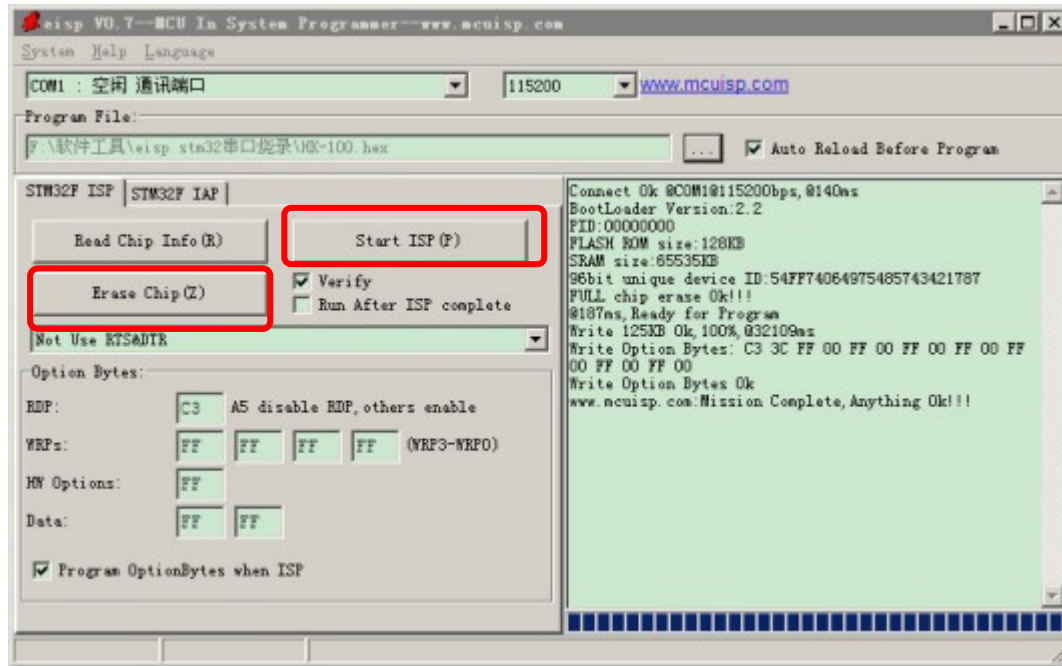 eisp V0.7--MCU In System Programmer--www.mcuisp.com
System Help Language
COM1 : 空闲 通讯端口
115200
www.mcuisp.com
Program File:
F:\软件工具\eisp stm32串口烧录\HX-100.hex
...
Auto Reload Before Program
STM32F ISP
STM32F IAP
Read Chip Info(R)
Start ISP(P)
Erase Chip(Z)
Verify
Run After ISP complete
Not Use RTS&DTR
Option Bytes:
RDP:
C3
A5 disable RDP,others enable
WRPs:
FF FF FF FF
(WRP3-WRP0)
HW Options:
FF
Data:
FF FF
Program OptionBytes when ISP
Connect Ok @COM1@115200bps,@140ms
BootLoader Version:2.2
PID:00000000
FLASH ROM size:128KB
SRAM size:65535KB
96bit unique device ID:54FF74064975485743421787
FULL chip erase Ok!!!
@187ms,Ready for Program
Write 125KB Ok,100%,@32109ms
Write Option Bytes: C3 3C FF 00 FF 00 FF 00 FF 00 FF
00 FF 00 FF 00
Write Option Bytes Ok
www.mcuisp.com:Mission Complete,Anything Ok!!!